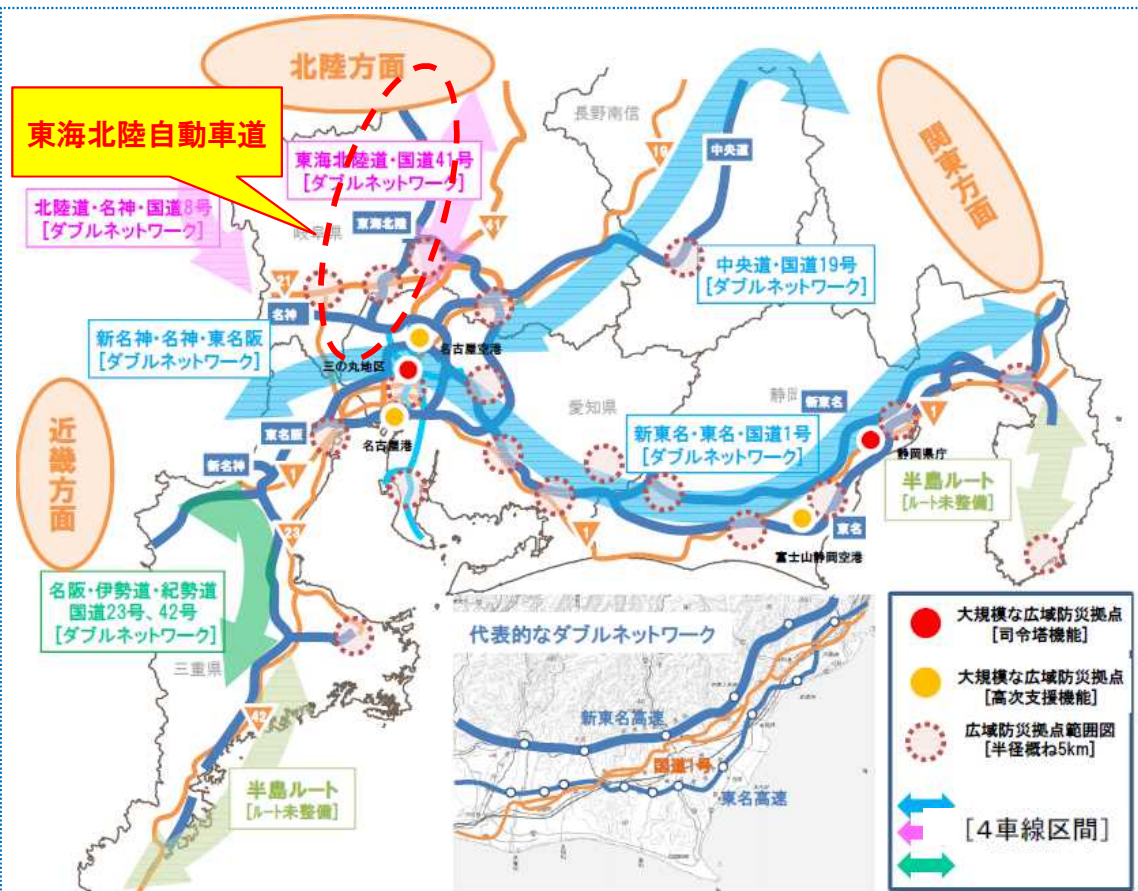 北陸方面
東海北陸自動車道
長野南信
19
中央道
関東方面
東海北陸道・国道41号
[ダブルネットワーク]
北陸道・名神・国道8号
[ダブルネットワーク]
岐阜県
東海北陸
41
中央道・国道19号
[ダブルネットワーク]
21
名神
新名神・名神・東名阪
[ダブルネットワーク]
名古屋空港
三の丸地区
愛知県
静岡
新東名
1
近畿方面
東名阪
名古屋港
新東名・東名・国道1号
[ダブルネットワーク]
静岡県庁
新名神
1
半島ルート
[ルート未整備]
23
1
東名
富士山静岡空港
名阪・伊勢道・紀勢道
国道23号、42号
[ダブルネットワーク]
三重県
42
半島ルート
[ルート未整備]
代表的なダブルネットワーク
新東名高速
国道1号
東名高速
大規模な広域防災拠点
[司令塔機能]
大規模な広域防災拠点
[高次支援機能]
広域防災拠点範囲図
[半径概ね5km]
[4車線区間]